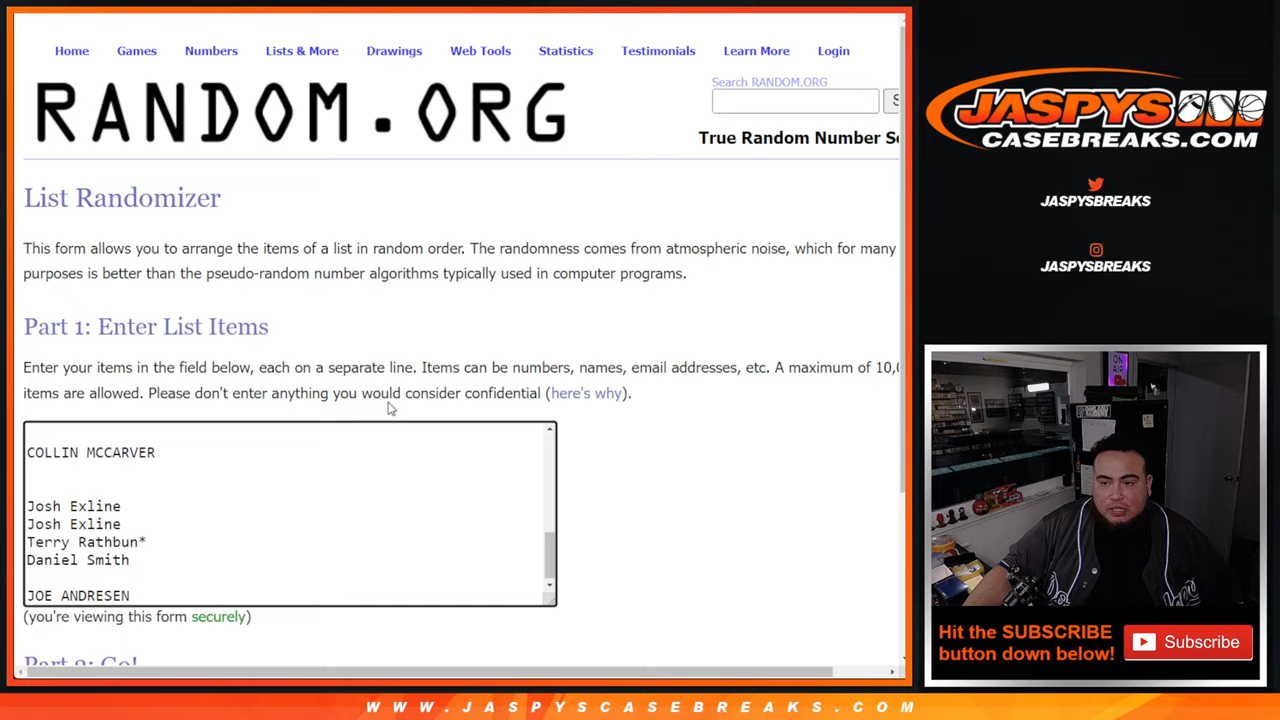 Home Games Numbers Lists & More Drawings Web Tools Statistics Testimonials Learn More Login
Search RANDOM.ORG
RANDOM.ORG
S
True Random Number Se
List Randomizer
This form allows you to arrange the items of a list in random order. The randomness comes from atmospheric noise, which for many
purposes is better than the pseudo-random number algorithms typically used in computer programs.
Part 1: Enter List Items
Enter your items in the field below, each on a separate line. Items can be numbers, names, email addresses, etc. A maximum of 10,0
items are allowed. Please don't enter anything you would consider confidential (here's why).
COLLIN MCCARVER
Josh Exline
Josh Exline
Terry Rathbun*
Daniel Smith
JOE ANDRESEN
(you're viewing this form securely)
Part 2: Go!
JASPYS
CASEBREAKS.COM
JASPYSBREAKS
JASPYSBREAKS
ON AIR
Hit the SUBSCRIBE
button down below!
Subscribe
WWW.JASPYSCASEBREAKS.COM